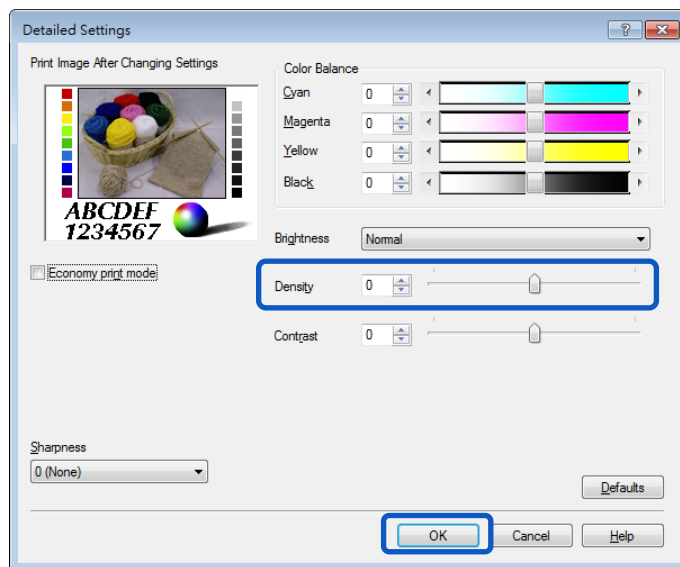 Detailed Settings
Print Image After Changing Settings
ABCDEF
1234567
Economy print mode
Color Balance
Cyan 0
Magenta 0
Yellow 0
Black 0
Brightness Normal
Density 0
Contrast 0
Sharpness
0 (None)
Defaults
OK Cancel Help